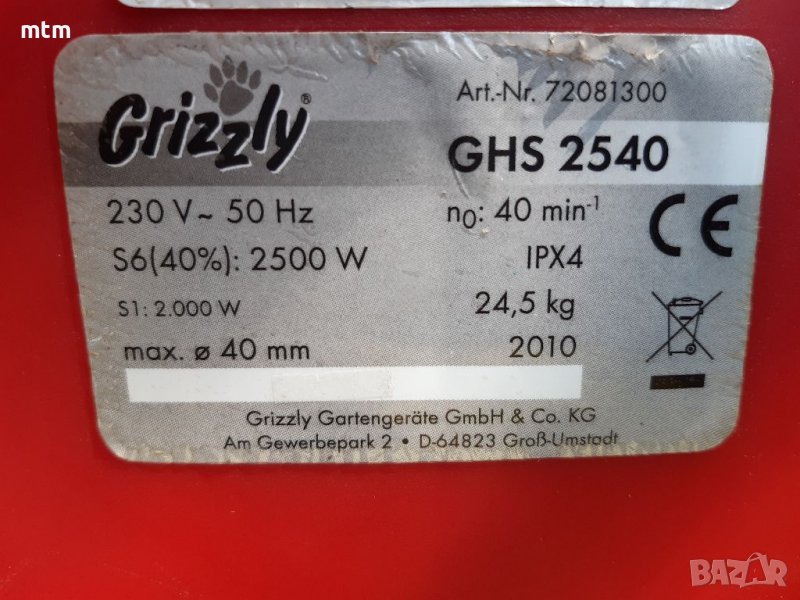 mtm
Grizzly®
Art.-Nr. 72081300
GHS 2540
230 V~ 50 Hz
n0: 40 min-1
CE
S6(40%): 2500 W
IPX4
S1: 2.000 W
24,5 kg
max. ø 40 mm
2010
Grizzly Gartengeräte GmbH & Co. KG
Am Gewerbepark 2 • D-64823 Groß-Umstadt
BAZAR